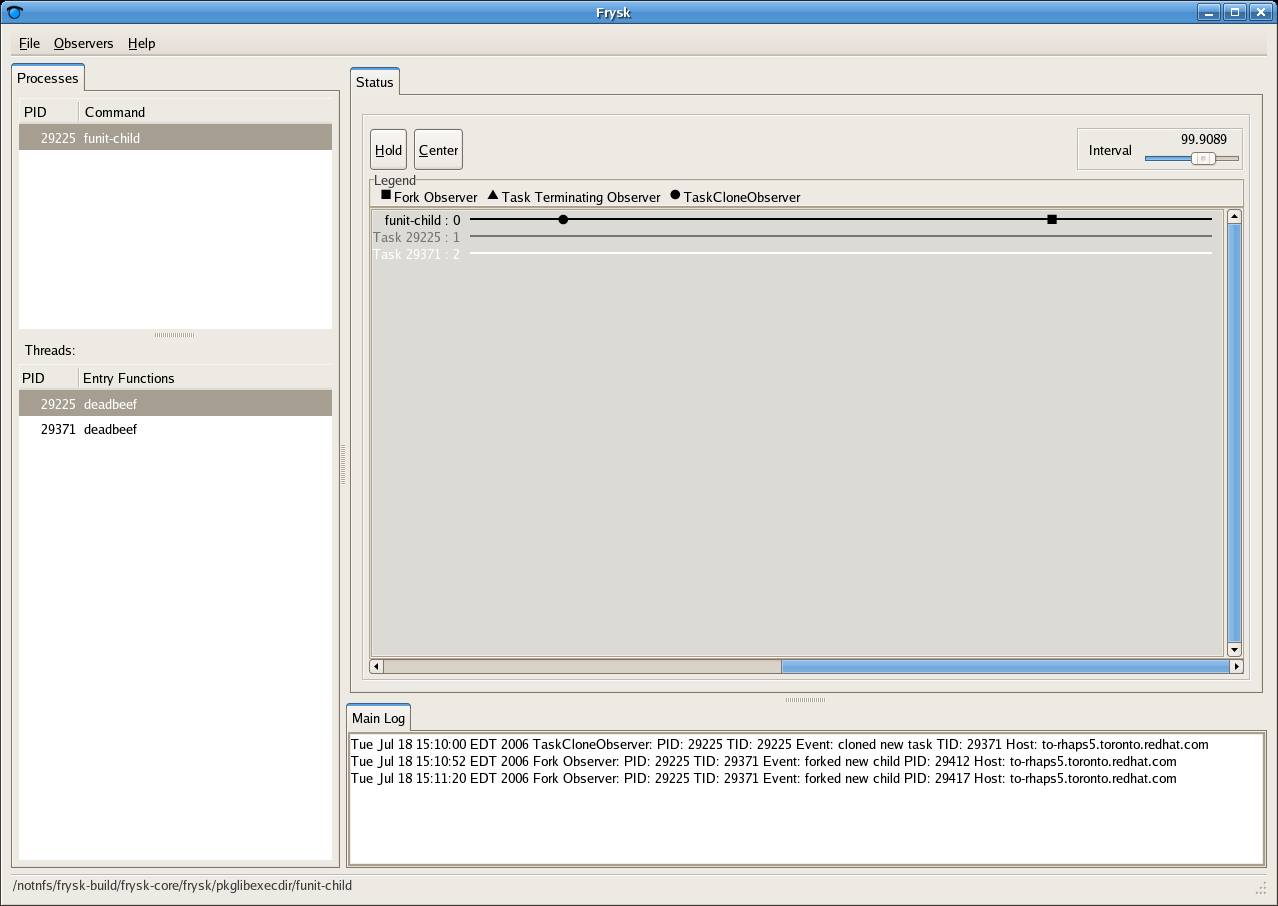 Frysk
File Observers Help
Processes
PID Command
29225 funit-child
Threads:
PID Entry Functions
29225 deadbeef
29371 deadbeef
Status
Hold Center
Interval 99.9089
Legend
Fork Observer Task Terminating Observer TaskCloneObserver
funit-child : 0
Task 29225 : 1
Task 29371 : 2
Main Log
Tue Jul 18 15:10:00 EDT 2006 TaskCloneObserver: PID: 29225 TID: 29225 Event: cloned new task TID: 29371 Host: to-rhaps5.toronto.redhat.com
Tue Jul 18 15:10:52 EDT 2006 Fork Observer: PID: 29225 TID: 29371 Event: forked new child PID: 29412 Host: to-rhaps5.toronto.redhat.com
Tue Jul 18 15:11:20 EDT 2006 Fork Observer: PID: 29225 TID: 29371 Event: forked new child PID: 29417 Host: to-rhaps5.toronto.redhat.com
/notnfs/frysk-build/frysk-core/frysk/pkglibexecdir/funit-child